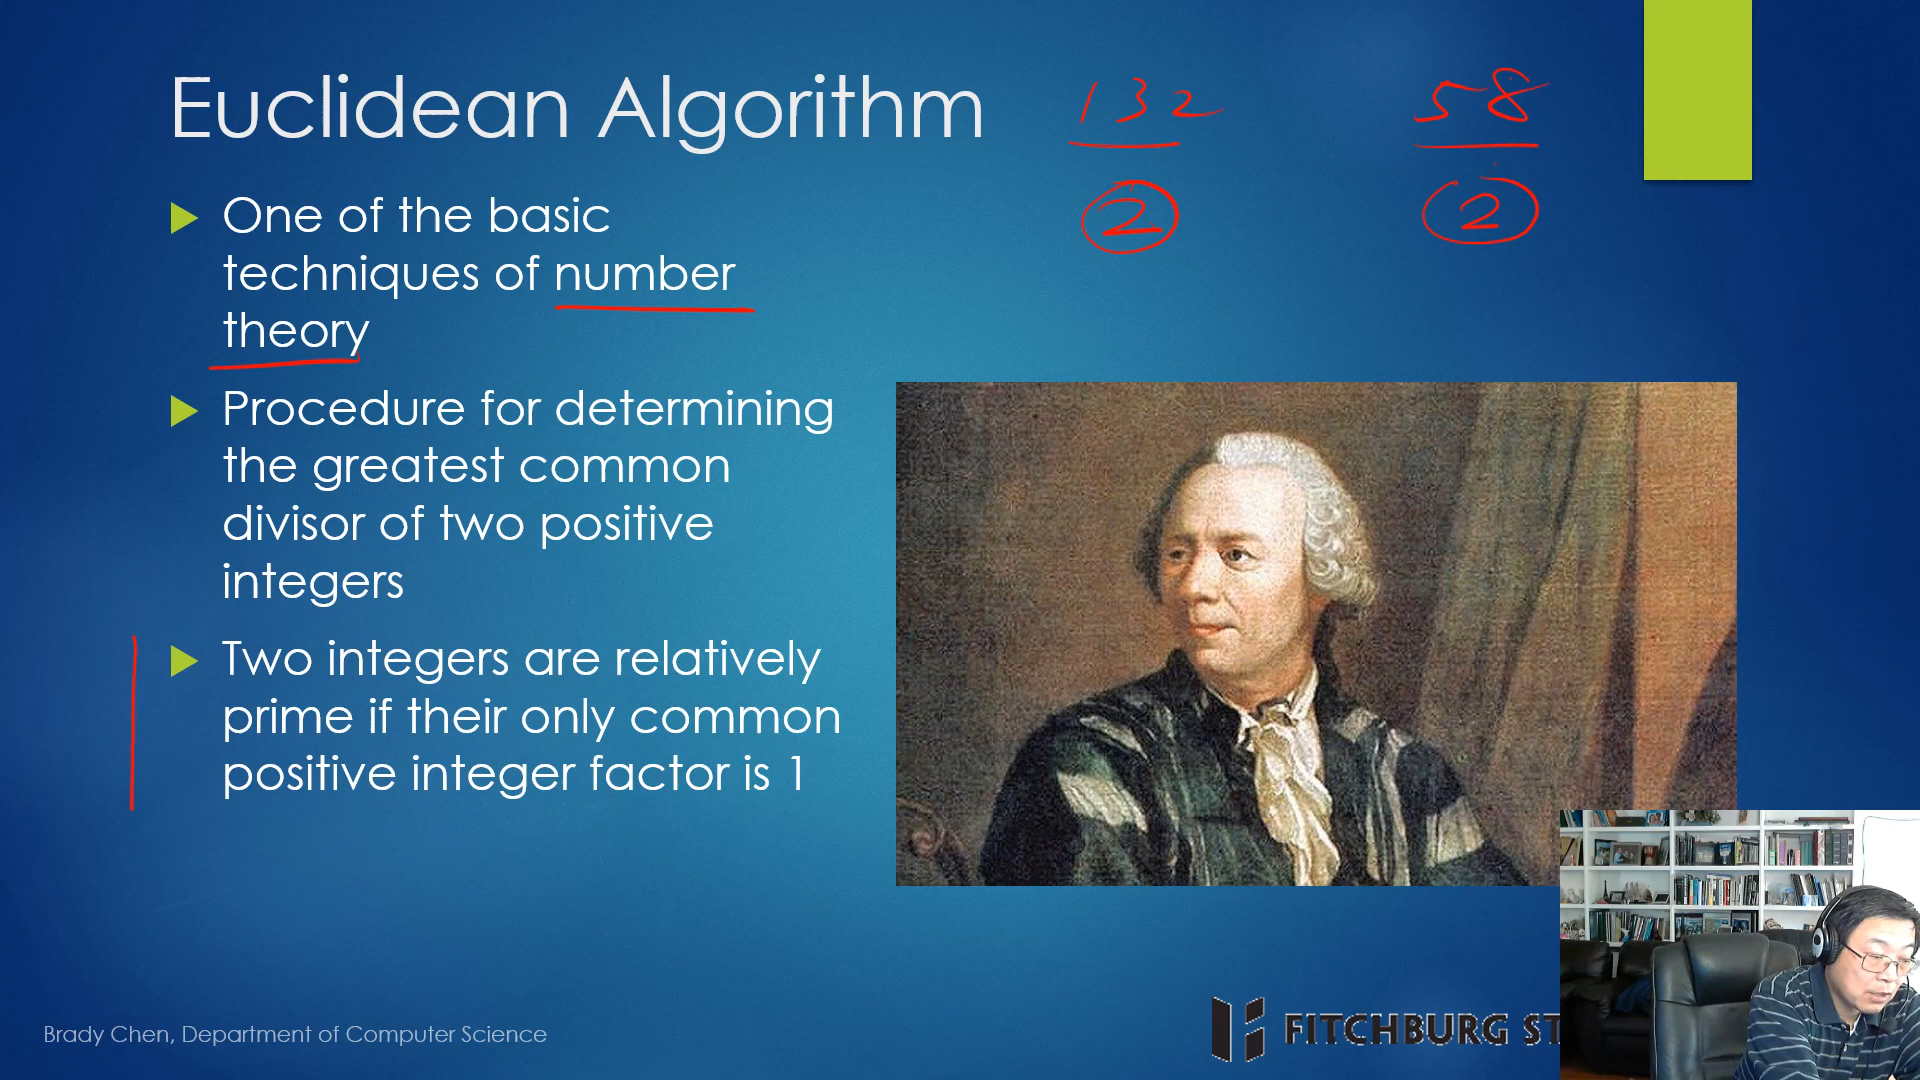 Euclidean Algorithm
132 58
2 2
One of the basic
techniques of number
theory
Procedure for determining
the greatest common
divisor of two positive
integers
Two integers are relatively
prime if their only common
positive integer factor is 1
Brady Chen, Department of Computer Science
FITCHBURG ST